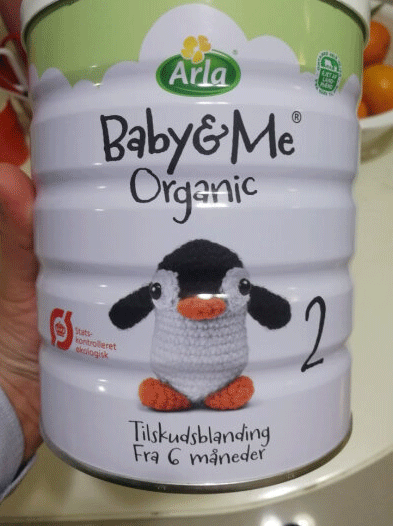 Arla®
Baby&Me®
Organic
2
Stats-
kontrolleret
økologisk
Tilskudsblanding
Fra 6 måneder